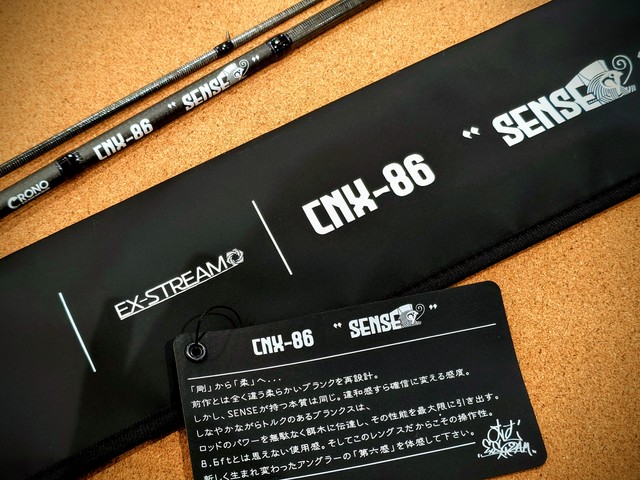 CRONO CNX-86 " SENSE
EX-STREAM
CNX-86 " SENSE "
CNX-86 " SENSE "
「剛」から「柔」へ...
前作とは全く違う柔らかいブランクを再設計。
しかし、SENSEが持つ本質は同じ。違和感すら確信に変える感度。
しなやかながらトルクのあるブランクスは、
ロッドのパワーを無駄なく餌木に伝達し、その性能を最大限に引き出す。
8.6ftとは思えない使用感。そしてこのレングスだからこその操作性。
新しく生まれ変わったアングラーの「第六感」を体感して下さい。